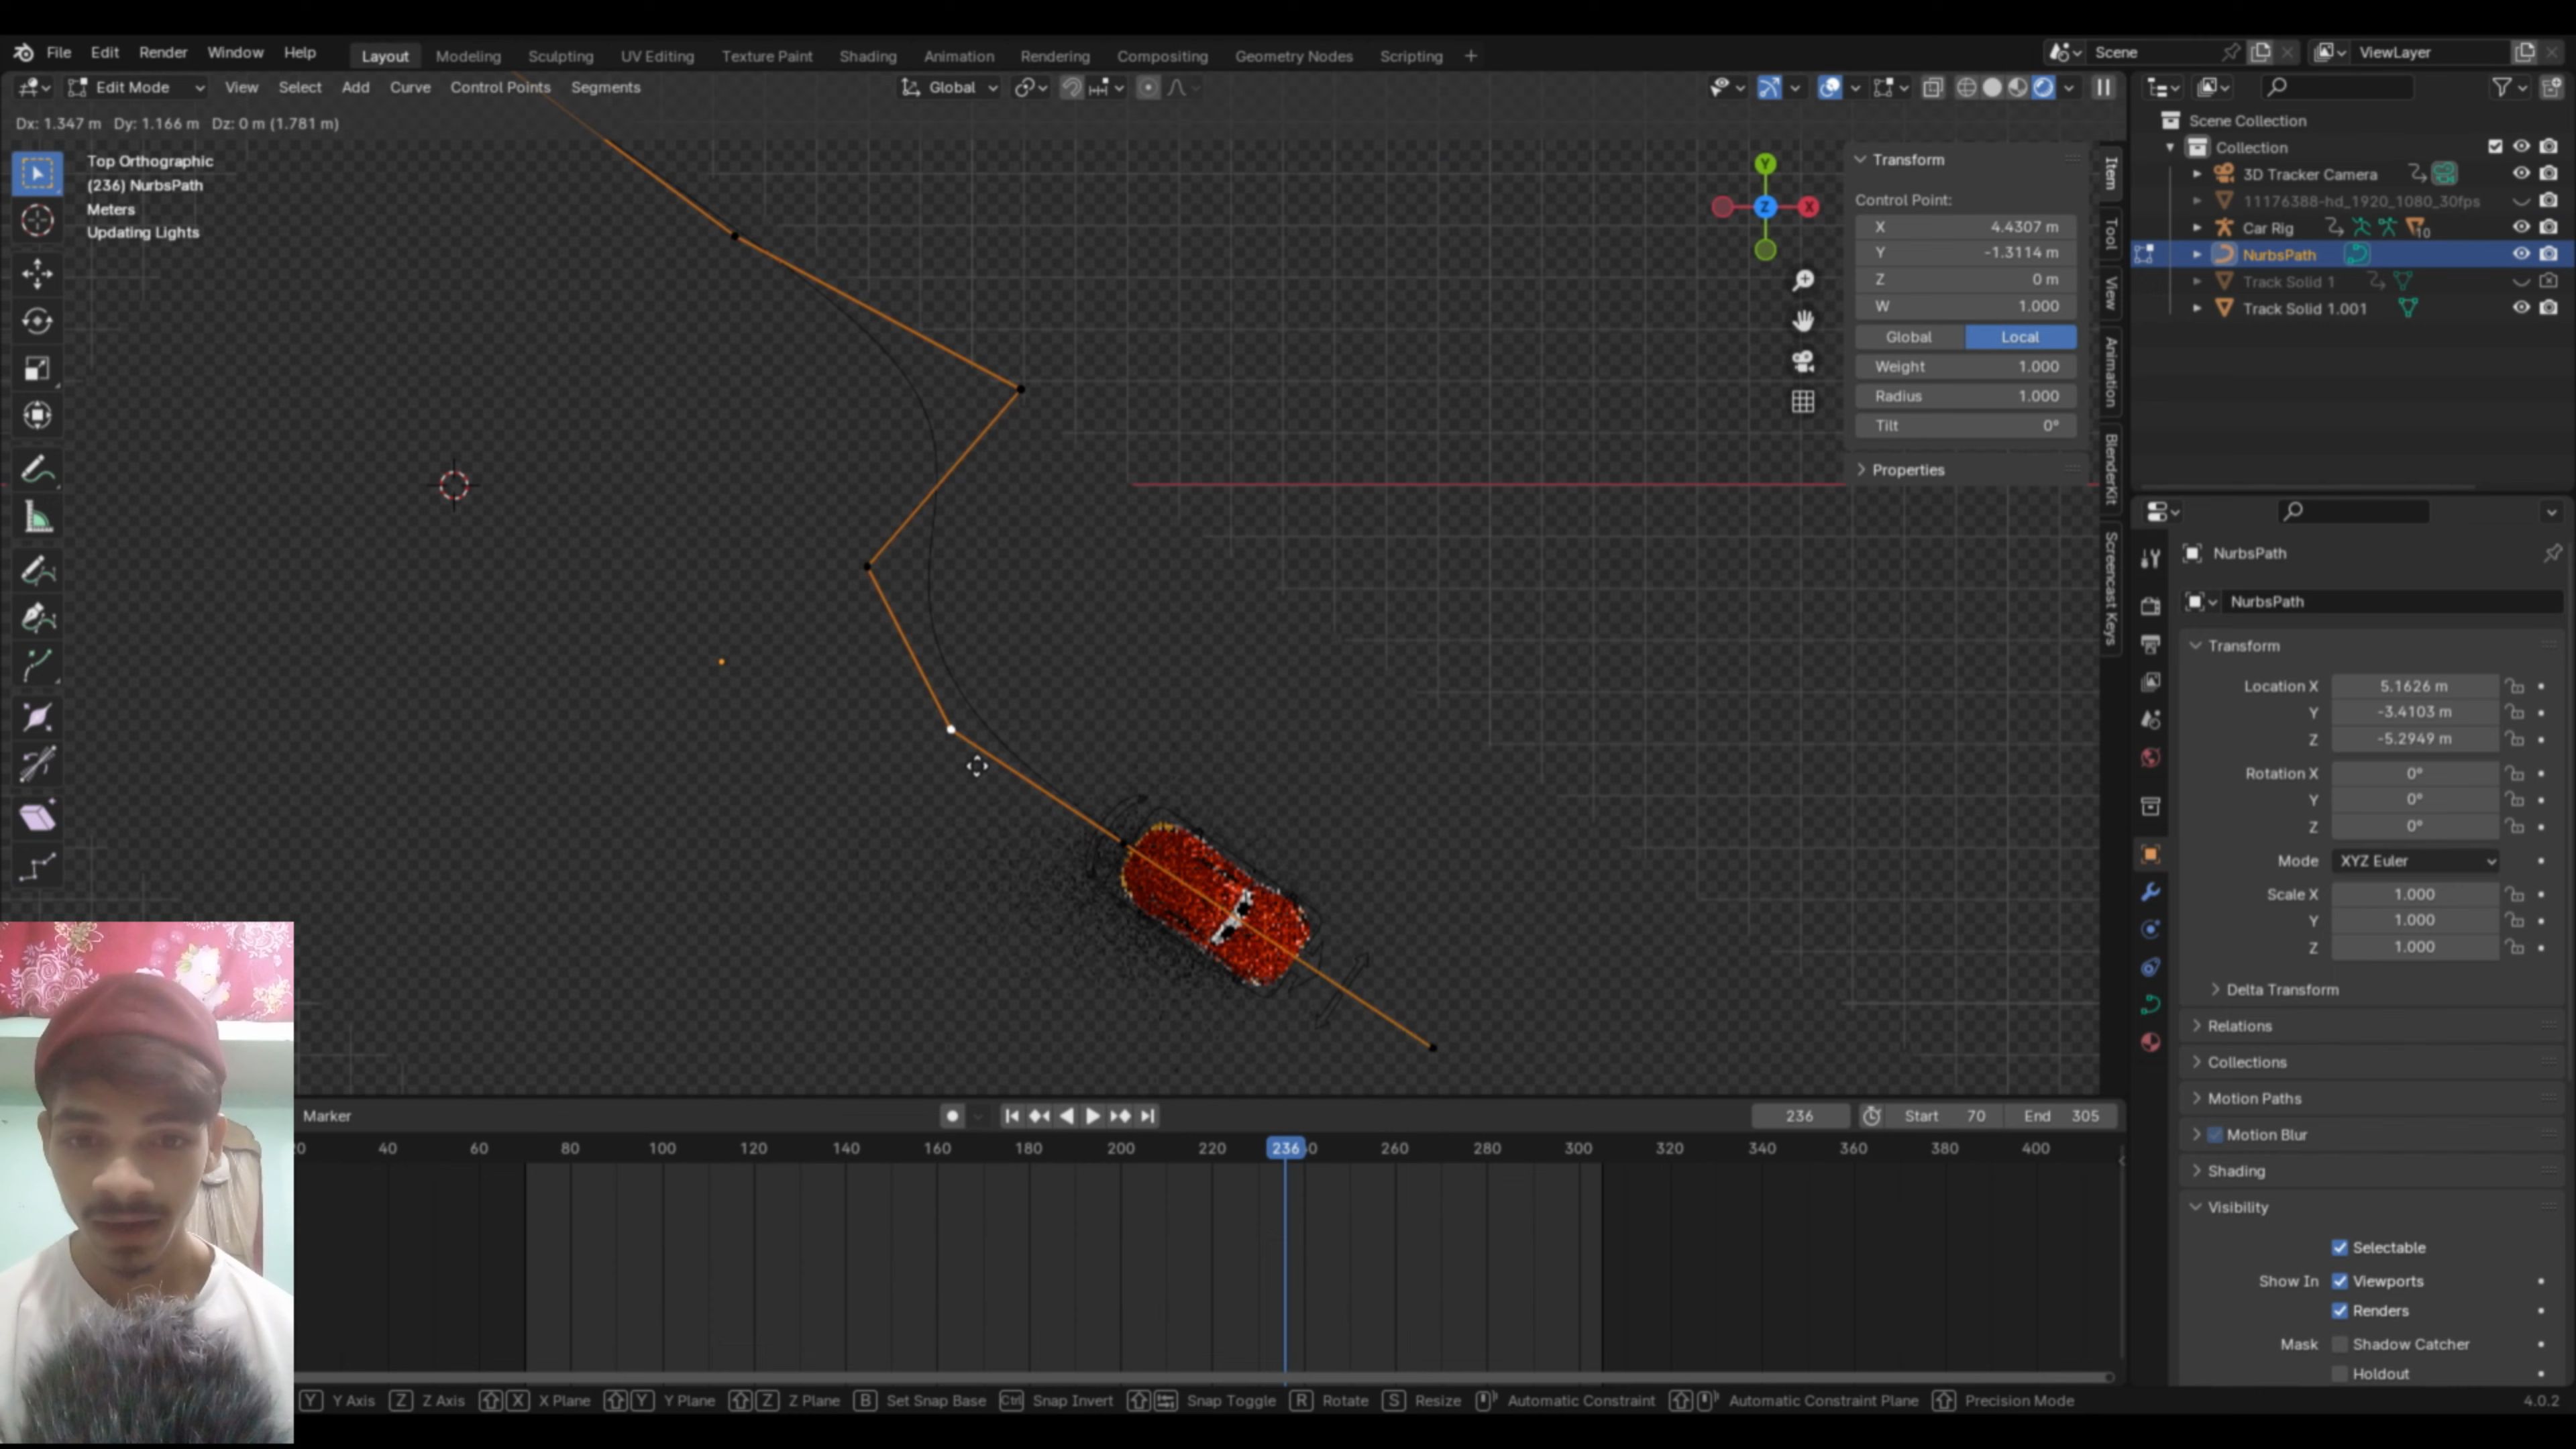 File Edit Render Window Help Layout Modeling Sculpting UV Editing Texture Paint Shading Animation Rendering Compositing Geometry Nodes Scripting +
Scene ViewLayer
Edit Mode View Select Add Curve Control Points Segments Global
Dx: 1.347 m Dy: 1.166 m Dz: 0 m (1.781 m)
Top Orthographic
(236) NurbsPath
Meters
Updating Lights
Y
X
Z
Transform
Control Point:
X 4.4307 m
Y -1.3114 m
Z 0 m
W 1.000
Global Local
Weight 1.000
Radius 1.000
Tilt 0°
Properties
Item
Tool
View
Animation
BlenderKit
Screencast Keys
Scene Collection
Collection
3D Tracker Camera
11176388-hd_1920_1080_30fps
Car Rig 10
NurbsPath
Track Solid 1
Track Solid 1.001
NurbsPath
NurbsPath
Transform
Location X 5.1626 m
Y -3.4103 m
Z -5.2949 m
Rotation X 0°
Y 0°
Z 0°
Mode XYZ Euler
Scale X 1.000
Y 1.000
Z 1.000
Delta Transform
Relations
Collections
Motion Paths
Motion Blur
Shading
Visibility
Selectable
Show In Viewports
Renders
Mask Shadow Catcher
Holdout
Marker 236 Start 70 End 305
20 40 60 80 100 120 140 160 180 200 220 236 260 280 300 320 340 360 380 400
Y Y Axis Z Z Axis X X Plane Y Y Plane Z Z Plane B Set Snap Base Ctrl Snap Invert Snap Toggle R Rotate S Resize Automatic Constraint Automatic Constraint Plane Precision Mode 4.0.2